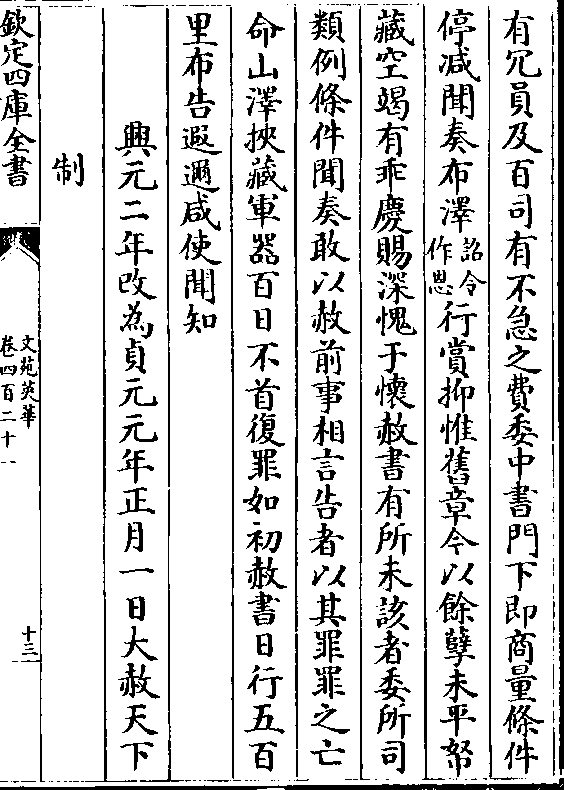 有冗員及百司有不急之費委中書門下即商量條件
停减聞奏布澤詔令作恩行賞抑惟舊章今以餘孽未平帑
藏空竭有乖慶賜深愧于懷赦書有所未該者委所司
類例條件聞奏敢以赦前事相言告者以其罪罪之亡
命山澤挾藏軍器百日不首復罪如初赦書日行五百
里布告遐邇咸使聞知
興元二年改為貞元元年正月一日大赦天下
制
欽定四庫全書
文苑英華
卷四百二十一
十三